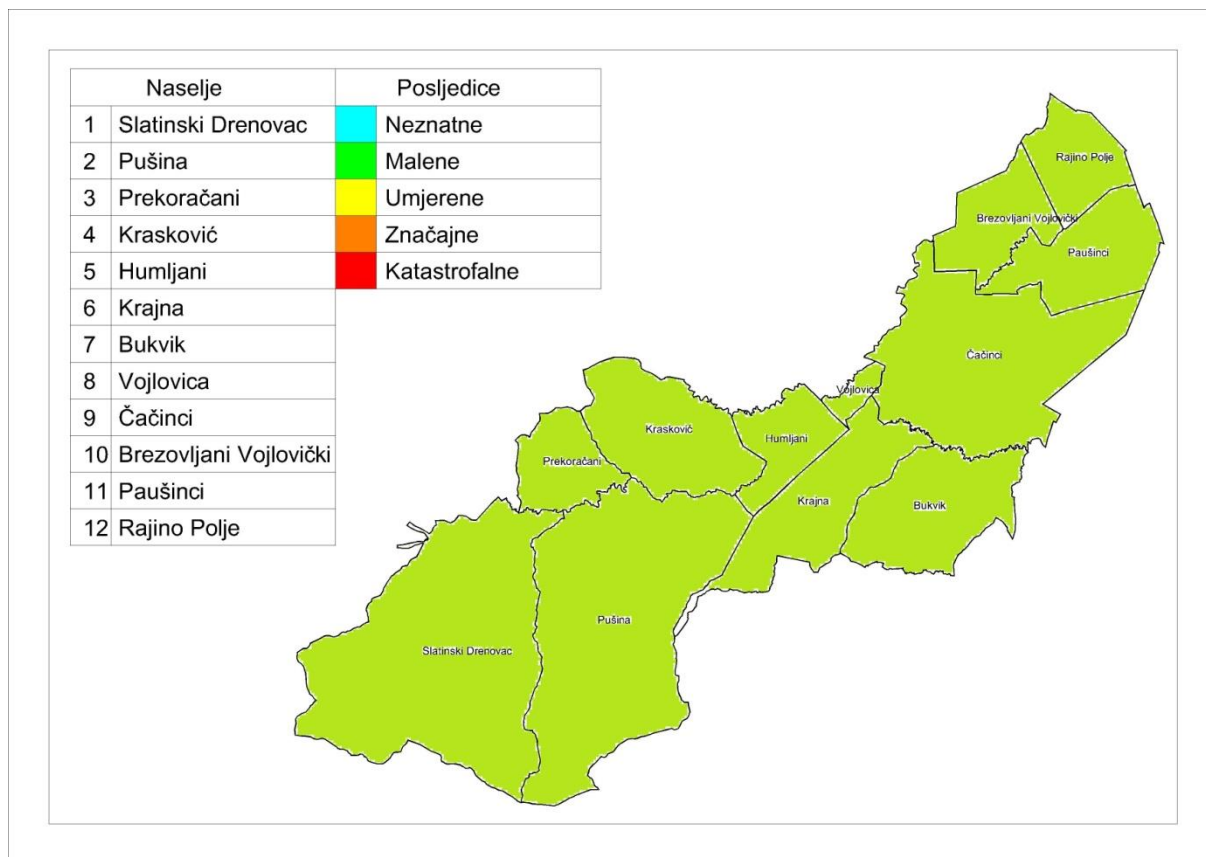 Naselje Posljedice
1 Slatinski Drenovac Neznatne
2 Pušina Malene
3 Prekoračani Umjerene
4 Krasković Značajne
5 Humljani Katastrofalne
6 Krajna
7 Bukvik
8 Vojlovica
9 Čačinci
10 Brezovljani Vojlovički
11 Paušinci
12 Rajino Polje
Rajino Polje
Brezovljani Vojlovički
Paušinci
Čačinci
Vojlovica
Krasković
Humljani
Prekoračani
Krajna
Bukvik
Pušina
Slatinski Drenovac